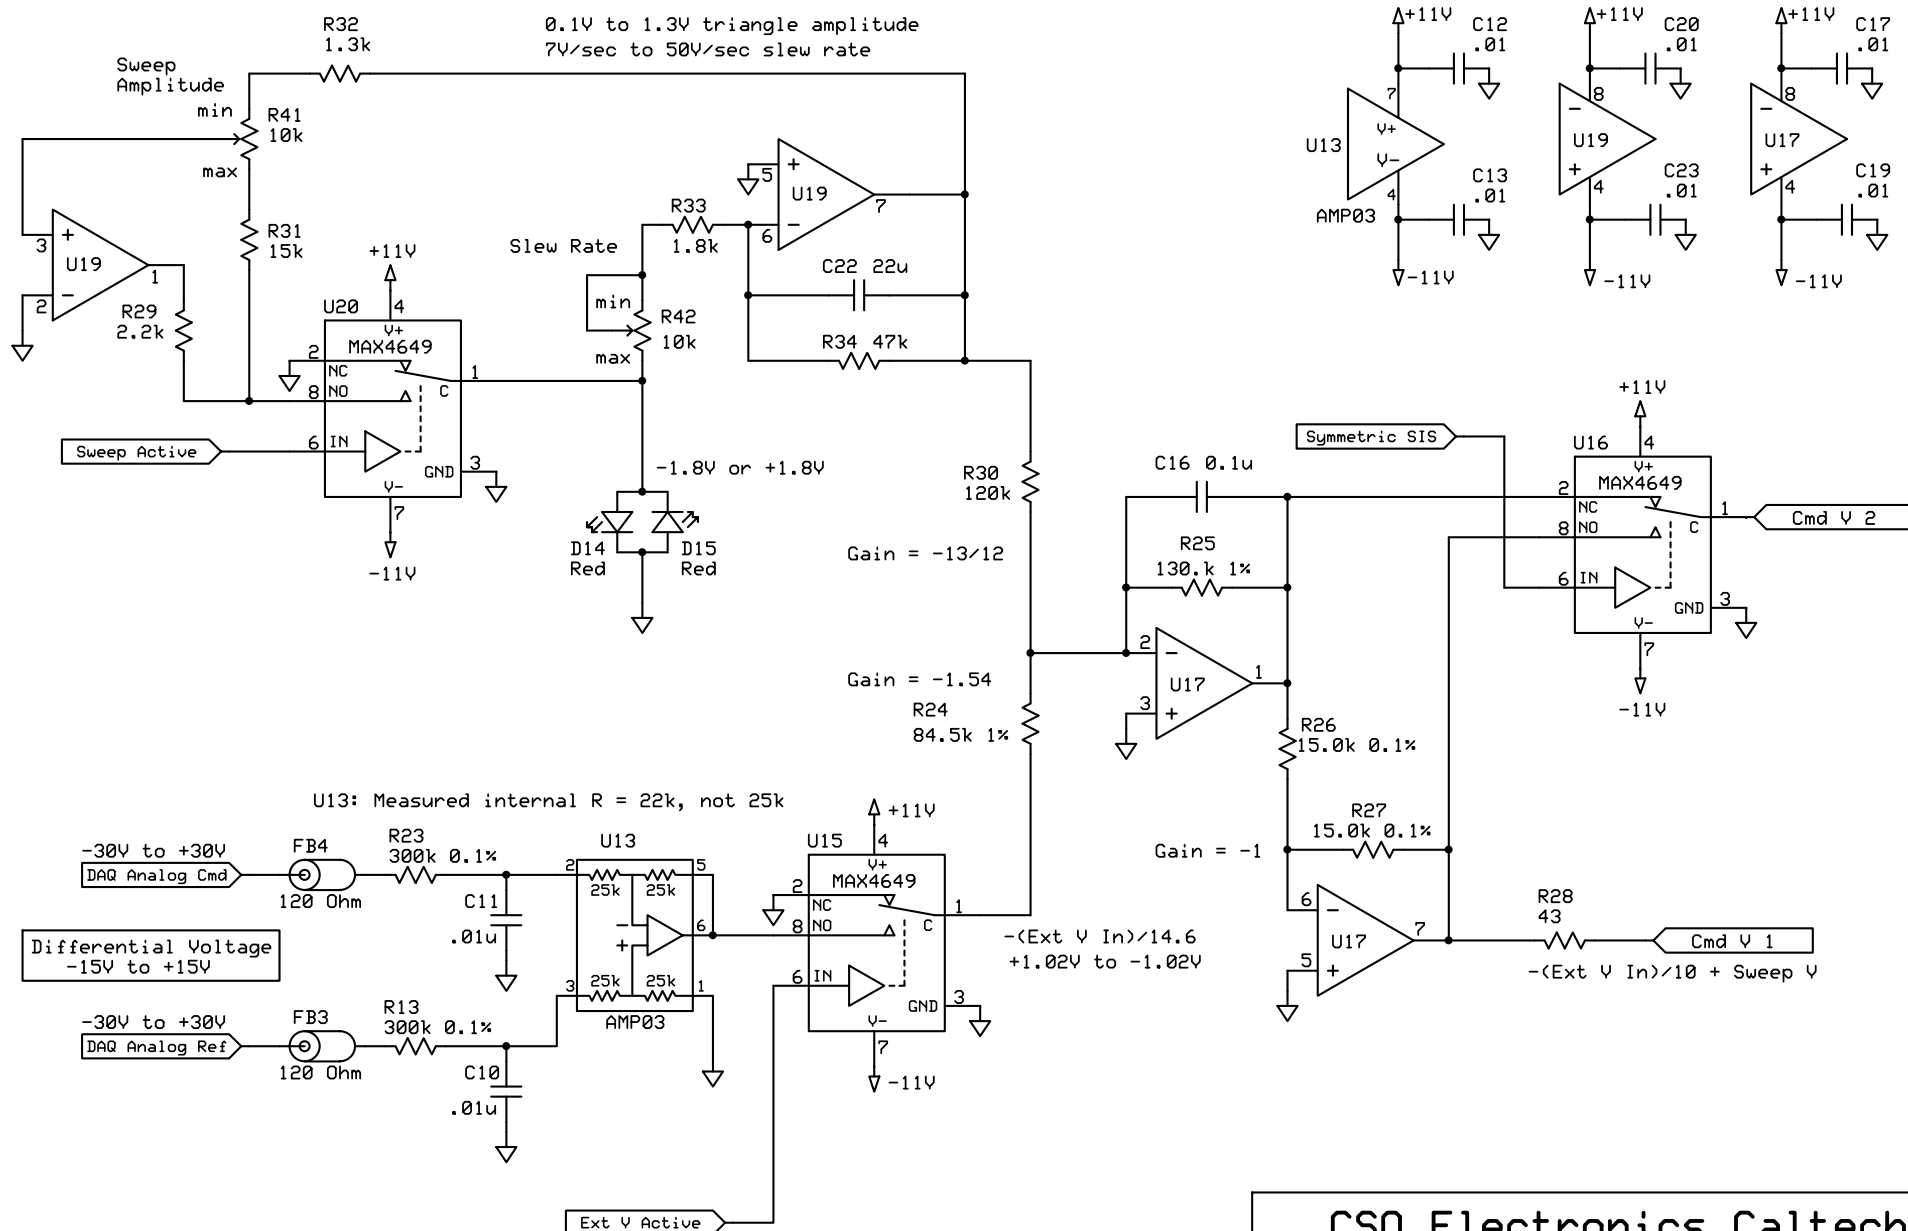 R32
1.3k
0.1V to 1.3V triangle amplitude
7V/sec to 50V/sec slew rate
Sweep
Amplitude
min
R41
10k
max
R31
15k
3
+
U19
1
2
−
R29
2.2k
+11V
U20
4
V+
MAX4649
2
NC
8
NO
1
C
6
IN
GND
3
V-
7
-11V
Sweep Active
Slew Rate
R33
1.8k
min
R42
10k
max
5
+
U19
7
6
−
C22 22u
R34 47k
-1.8V or +1.8V
D14
Red
D15
Red
+11V
C12
.01
7
V+
U13
V-
4
AMP03
C13
.01
-11V
+11V
C20
.01
8
−
U19
+
4
C23
.01
-11V
+11V
C17
.01
8
−
U17
+
4
C19
.01
-11V
R30
120k
Gain = -13/12
Gain = -1.54
R24
84.5k 1%
C16 0.1u
R25
130.k 1%
2
−
U17
1
3
+
R26
15.0k 0.1%
R27
15.0k 0.1%
Gain = -1
6
−
U17
7
5
+
R28
43
Cmd V 1
-(Ext V In)/10 + Sweep V
Symmetric SIS
+11V
U16
4
V+
MAX4649
2
NC
8
NO
1
C
6
IN
GND
3
V-
7
-11V
Cmd V 2
U13: Measured internal R = 22k, not 25k
-30V to +30V
DAQ Analog Cmd
FB4
120 Ohm
R23
300k 0.1%
C11
.01u
Differential Voltage
-15V to +15V
-30V to +30V
DAQ Analog Ref
FB3
120 Ohm
R13
300k 0.1%
C10
.01u
U13
2
25k
25k
5
−
+
6
3
25k
25k
1
AMP03
+11V
U15
4
V+
MAX4649
2
NC
8
NO
1
C
6
IN
GND
3
V-
7
-11V
-(Ext V In)/14.6
+1.02V to -1.02V
Ext V Active
CSO Electronics Caltech